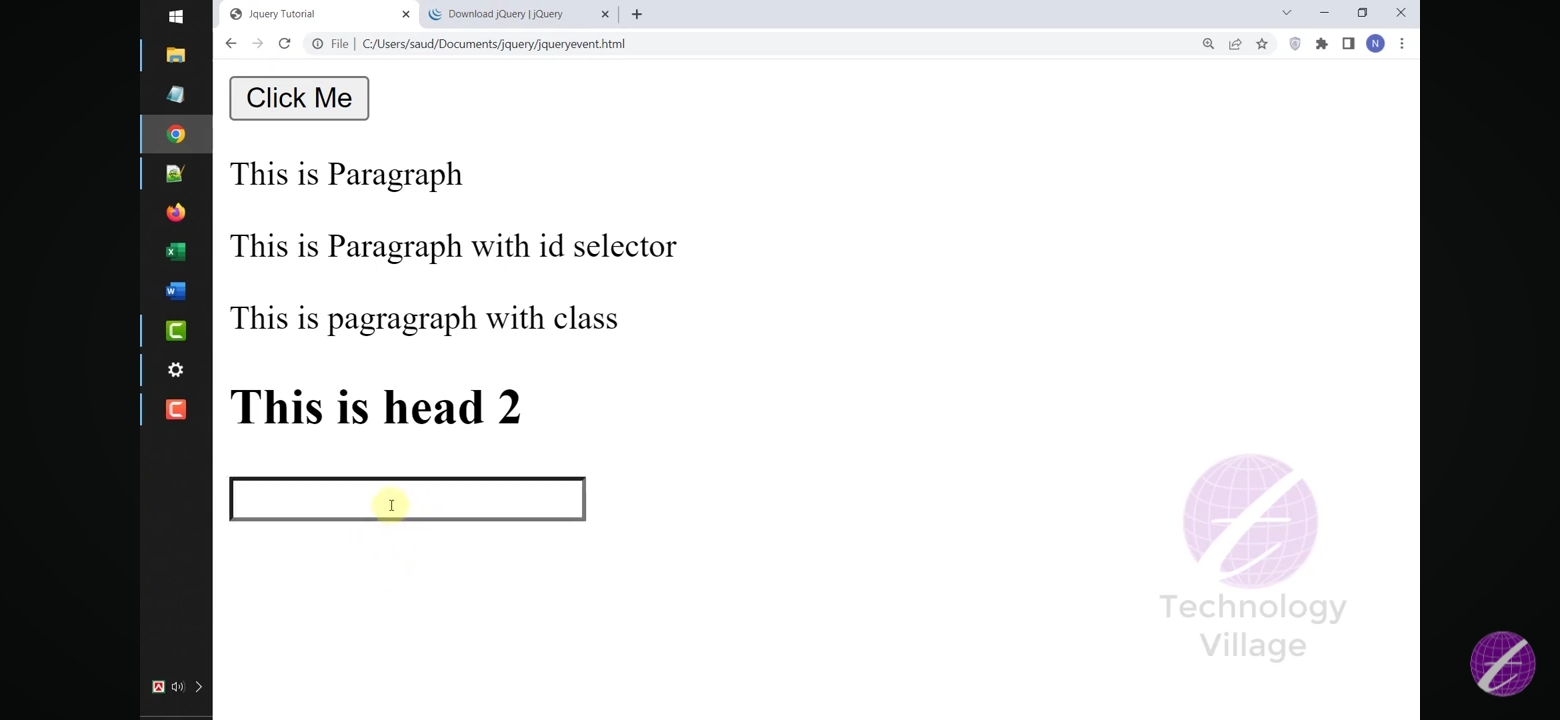 Jquery Tutorial
Download jQuery | jQuery
File
C:/Users/saud/Documents/jquery/jqueryevent.html
N
Click Me
This is Paragraph
This is Paragraph with id selector
This is pagragraph with class
This is head 2
Technology
Village